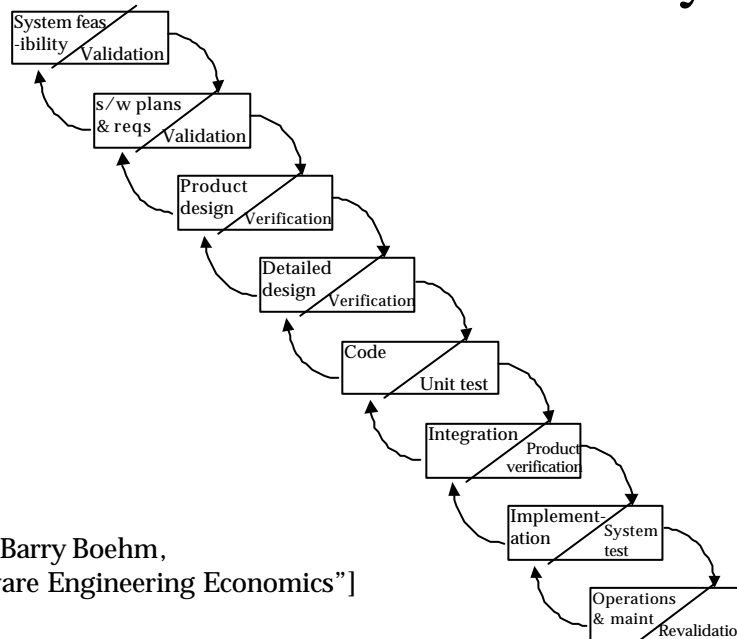 System feas
-ibility
Validation
s/w plans
& reqs
Validation
Product
design
Verification
Detailed
design
Verification
Code
Unit test
Integration
Product
verification
Implement-
ation
System
test
Barry Boehm,
Engineering Economics”]
Operations
& maint